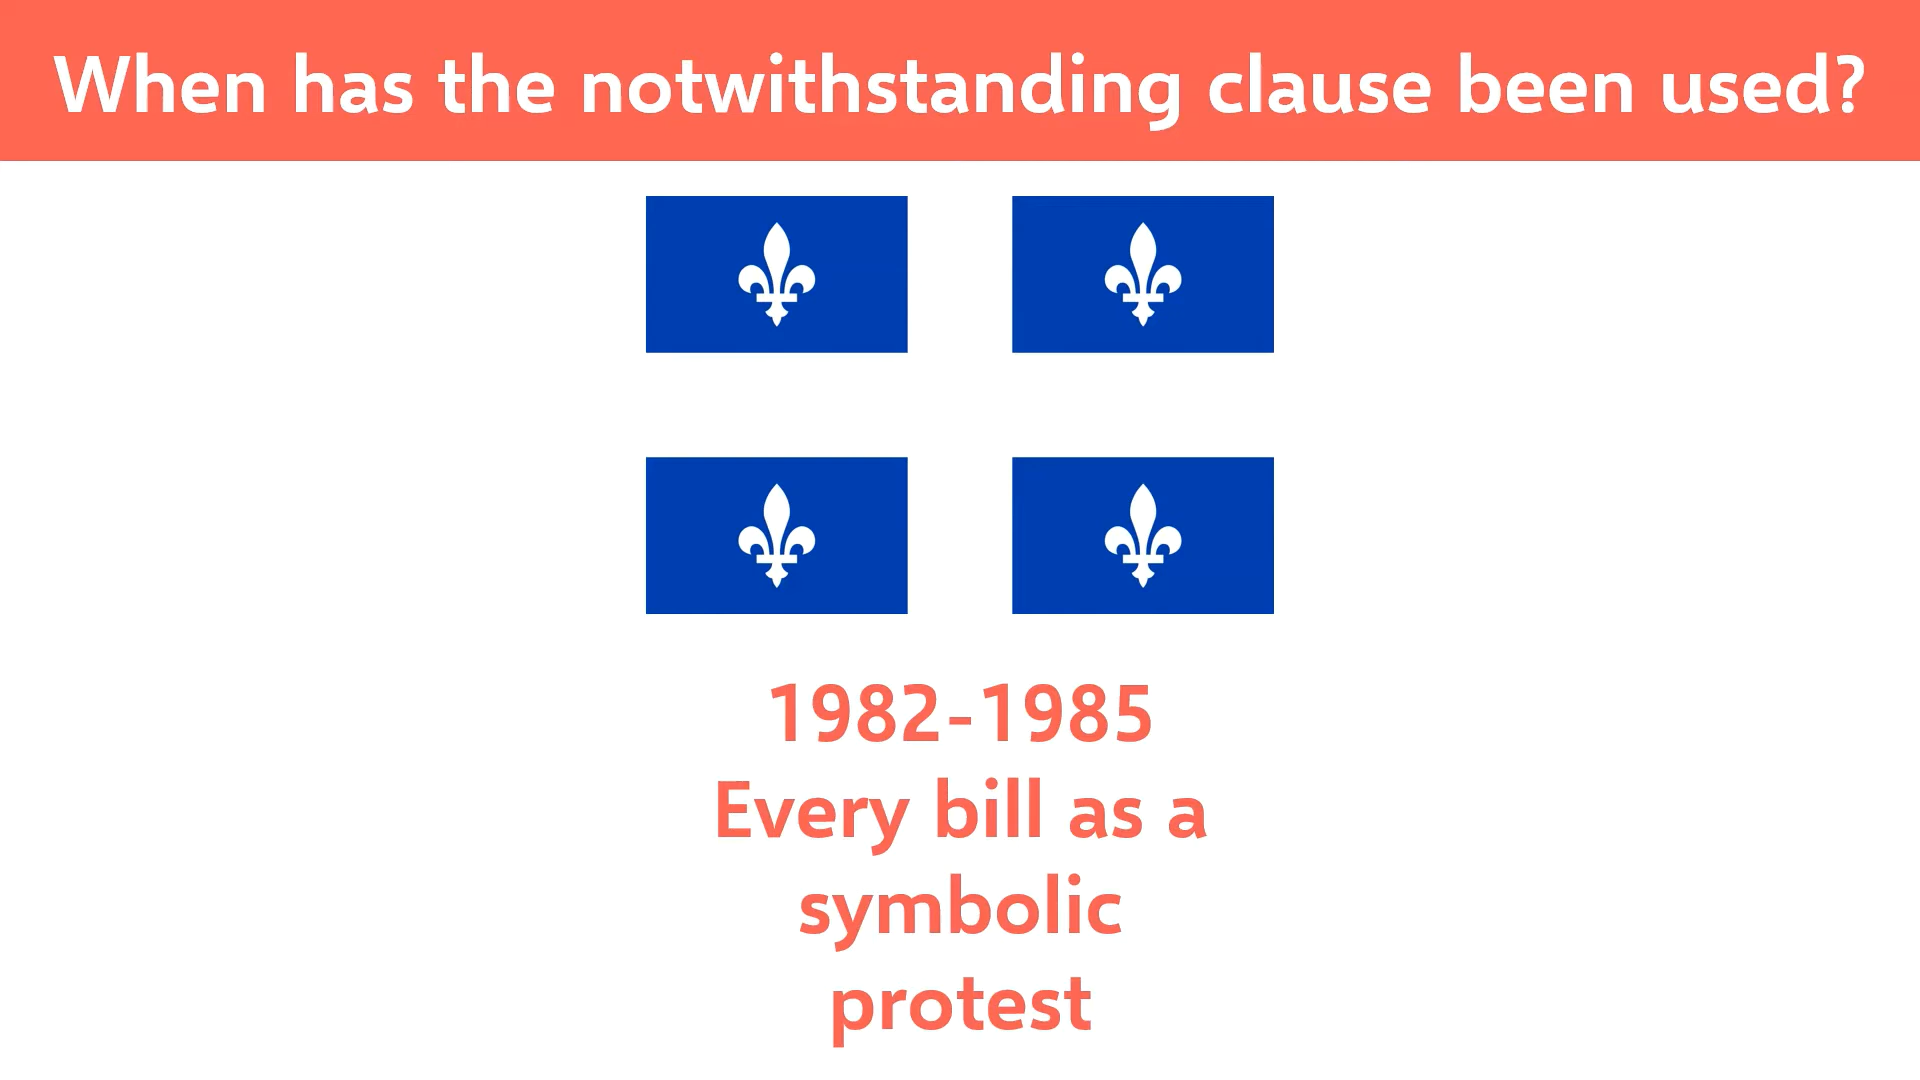 When has the notwithstanding clause been used?
1982-1985
Every bill as a
symbolic
protest